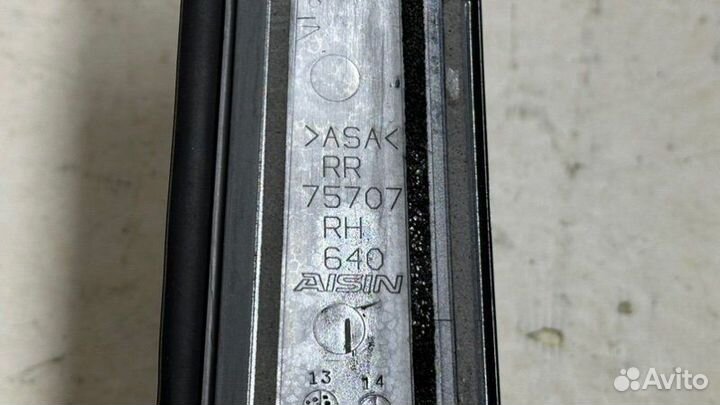 >ASA<
RR
75707
RH
640
AISIN
13 14
Avito